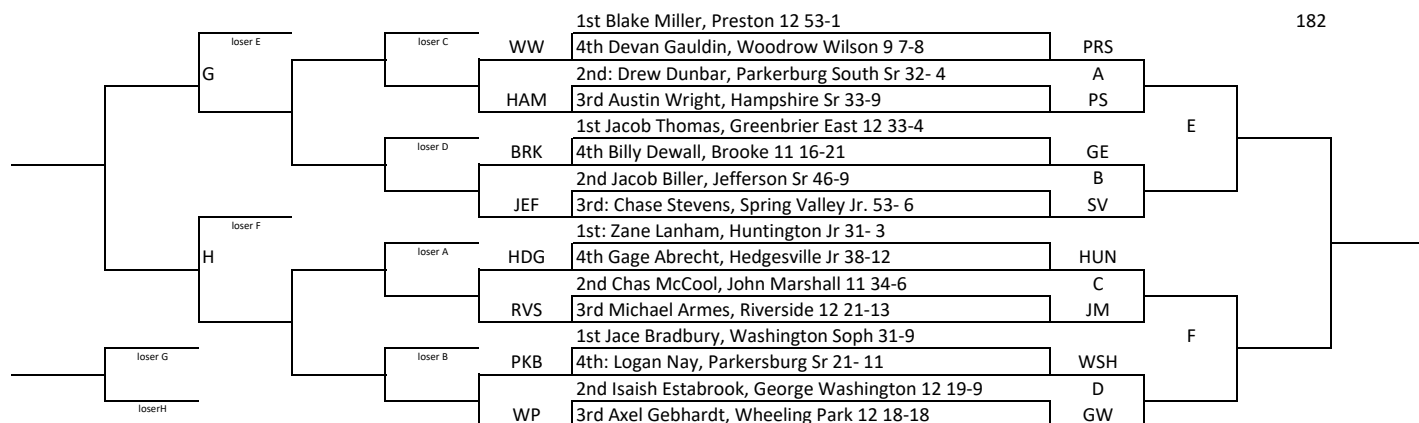 1st Blake Miller, Preston 12 53-1 182
loser E loser C WW 4th Devan Gauldin, Woodrow Wilson 9 7-8 PRS
G 2nd: Drew Dunbar, Parkerburg South Sr 32- 4 A
HAM 3rd Austin Wright, Hampshire Sr 33-9 PS
1st Jacob Thomas, Greenbrier East 12 33-4 E
loser D BRK 4th Billy Dewall, Brooke 11 16-21 GE
2nd Jacob Biller, Jefferson Sr 46-9 B
JEF 3rd: Chase Stevens, Spring Valley Jr. 53- 6 SV
loser F 1st: Zane Lanham, Huntington Jr 31- 3
H loser A HDG 4th Gage Abrecht, Hedgesville Jr 38-12 HUN
2nd Chas McCool, John Marshall 11 34-6 C
RVS 3rd Michael Armes, Riverside 12 21-13 JM
1st Jace Bradbury, Washington Soph 31-9 F
loser G loser B PKB 4th: Logan Nay, Parkersburg Sr 21- 11 WSH
2nd Isaish Estabrook, George Washington 12 19-9 D
loserH WP 3rd Axel Gebhardt, Wheeling Park 12 18-18 GW